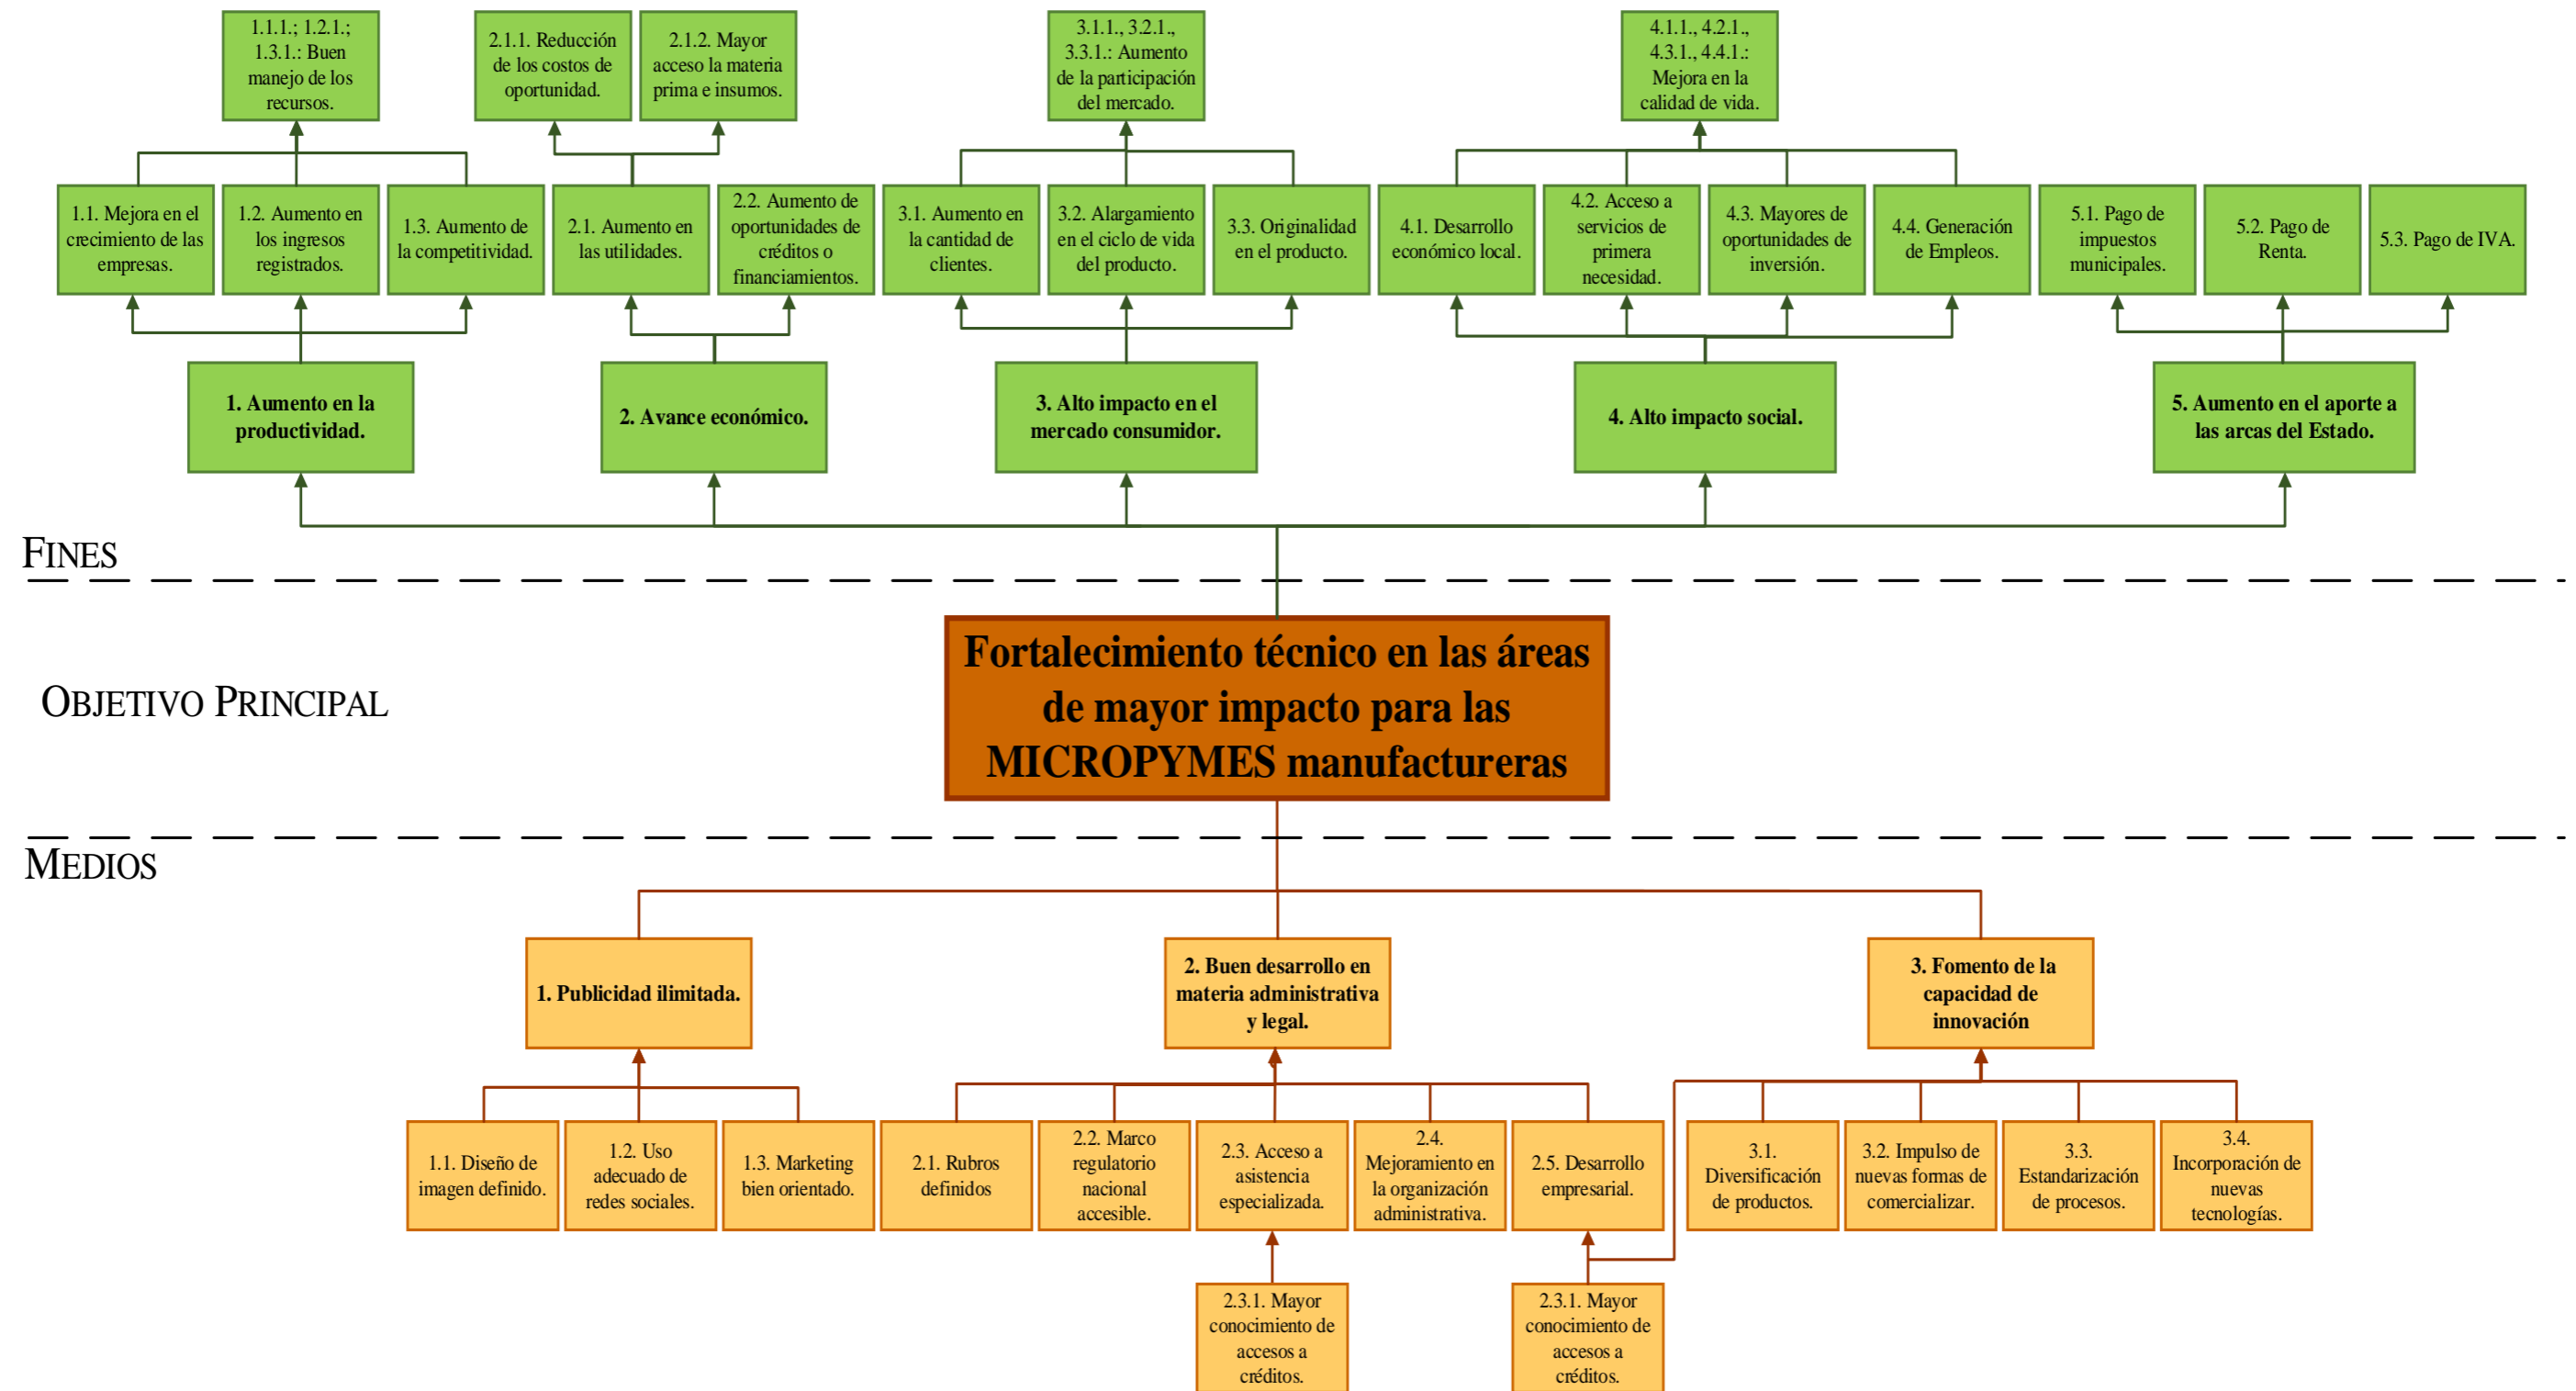 1.1.1.; 1.2.1.;
1.3.1.: Buen
manejo de los
recursos.
2.1.1. Reducción
de los costos de
oportunidad.
2.1.2. Mayor
acceso la materia
prima e insumos.
3.1.1., 3.2.1.,
3.3.1.: Aumento
de la participación
del mercado.
4.1.1., 4.2.1.,
4.3.1., 4.4.1.:
Mejora en la
calidad de vida.
1.1. Mejora en el
crecimiento de las
empresas.
1.2. Aumento en
los ingresos
registrados.
1.3. Aumento de
la competitividad.
2.1. Aumento en
las utilidades.
2.2. Aumento de
oportunidades de
créditos o
financiamientos.
3.1. Aumento en
la cantidad de
clientes.
3.2. Alargamiento
en el ciclo de vida
del producto.
3.3. Originalidad
en el producto.
4.1. Desarrollo
económico local.
4.2. Acceso a
servicios de
primera
necesidad.
4.3. Mayores de
oportunidades de
inversión.
4.4. Generación
de Empleos.
5.1. Pago de
impuestos
municipales.
5.2. Pago de
Renta.
5.3. Pago de IVA.
1. Aumento en la
productividad.
2. Avance económico.
3. Alto impacto en el
mercado consumidor.
4. Alto impacto social.
5. Aumento en el aporte a
las arcas del Estado.
FINES
OBJETIVO PRINCIPAL
Fortalecimiento técnico en las áreas
de mayor impacto para las
MICROPYMES manufactureras
MEDIOS
1. Publicidad ilimitada.
2. Buen desarrollo en
materia administrativa
y legal.
3. Fomento de la
capacidad de
innovación
1.1. Diseño de
imagen definido.
1.2. Uso
adecuado de
redes sociales.
1.3. Marketing
bien orientado.
2.1. Rubros
definidos
2.2. Marco
regulatorio
nacional
accesible.
2.3. Acceso a
asistencia
especializada.
2.4.
Mejoramiento en
la organización
administrativa.
2.5. Desarrollo
empresarial.
3.1.
Diversificación
de productos.
3.2. Impulso de
nuevas formas de
comercializar.
3.3.
Estandarización
de procesos.
3.4.
Incorporación de
nuevas
tecnologías.
2.3.1. Mayor
conocimiento de
accesos a
créditos.
2.3.1. Mayor
conocimiento de
accesos a
créditos.